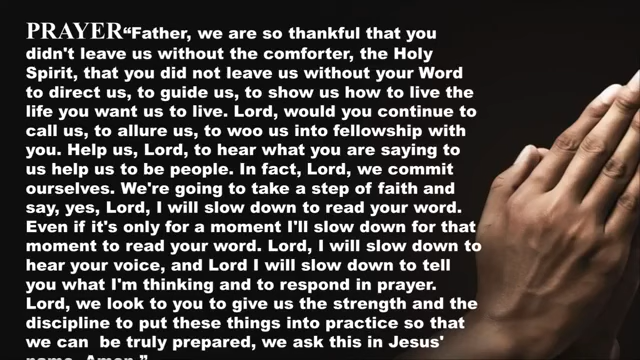 PRAYER“Father, we are so thankful that you
didn't leave us without the comforter, the Holy
Spirit, that you did not leave us without your Word
to direct us, to guide us, to show us how to live the
life you want us to live. Lord, would you continue to
call us, to allure us, to woo us into fellowship with
you. Help us, Lord, to hear what you are saying to
us help us to be people. In fact, Lord, we commit
ourselves. We're going to take a step of faith and
say, yes, Lord, I will slow down to read your word.
Even if it's only for a moment I'll slow down for that
moment to read your word. Lord, I will slow down to
hear your voice, and Lord I will slow down to tell
you what I'm thinking and to respond in prayer.
Lord, we look to you to give us the strength and the
discipline to put these things into practice so that
we can  be truly prepared, we ask this in Jesus'
name, Amen.”